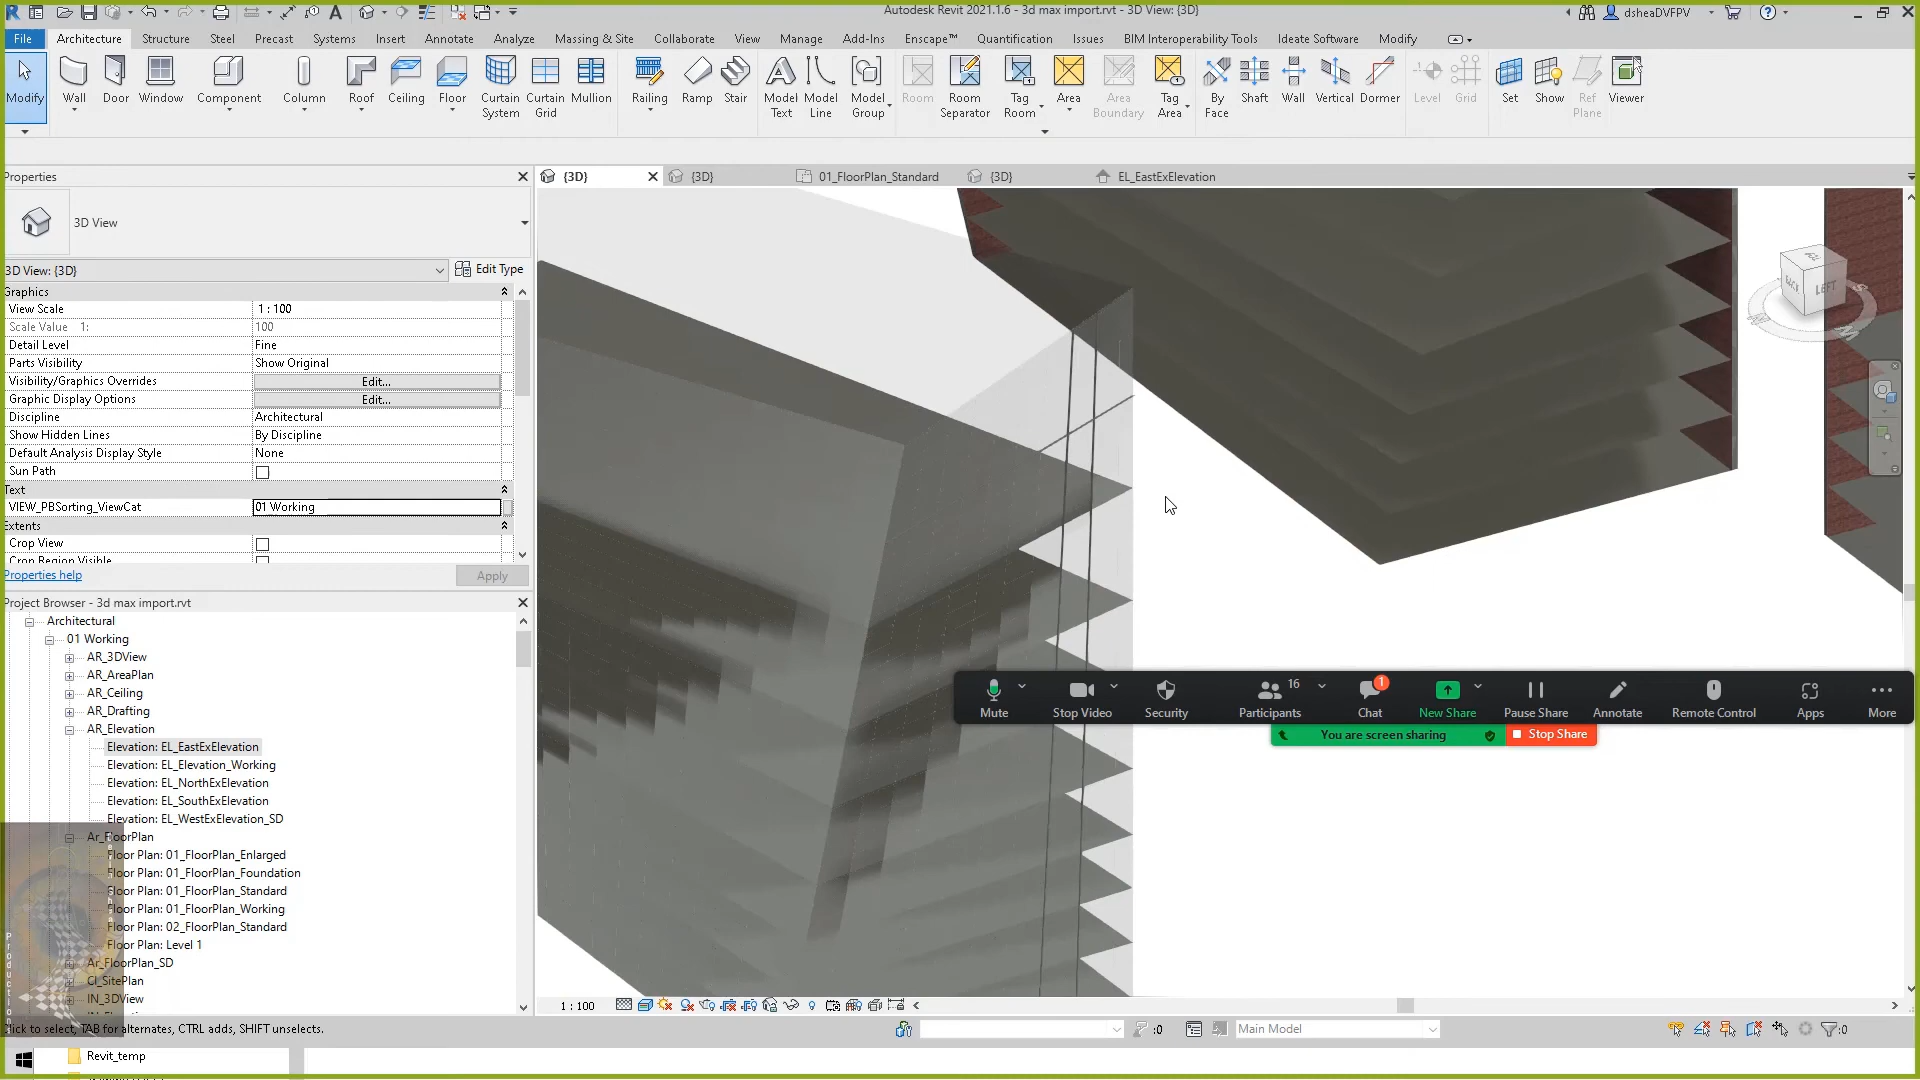 Autodesk Revit 2021.1.6 - 3d max import.rvt - 3D View: {3D}
dsheaDVFPV
File
Architecture
Structure
Steel
Precast
Systems
Insert
Annotate
Analyze
Massing & Site
Collaborate
View
Manage
Add-Ins
Enscape™
Quantification
Issues
BIM Interoperability Tools
Ideate Software
Modify
Modify
Wall
Door
Window
Component
Column
Roof
Ceiling
Floor
Curtain System
Curtain Grid
Mullion
Railing
Ramp
Stair
Model Text
Model Line
Model Group
Room
Room Separator
Tag Room
Area
Area Boundary
Tag Area
By Face
Shaft
Wall
Vertical
Dormer
Level
Grid
Set
Show
Ref Plane
Viewer
Properties
{3D}
{3D}
01_FloorPlan_Standard
{3D}
EL_EastExElevation
3D View
3D View: {3D}
Edit Type
Graphics
View Scale 1 : 100
Scale Value 1: 100
Detail Level Fine
Parts Visibility Show Original
Visibility/Graphics Overrides Edit...
Graphic Display Options Edit...
Discipline Architectural
Show Hidden Lines By Discipline
Default Analysis Display Style None
Sun Path
Text
VIEW_PBSorting_ViewCat 01 Working
Extents
Crop View
Crop Region Visible
Properties help
Apply
BACK
LEFT
Project Browser - 3d max import.rvt
Architectural
01 Working
AR_3DView
AR_AreaPlan
AR_Ceiling
AR_Drafting
AR_Elevation
Elevation: EL_EastExElevation
Elevation: EL_Elevation_Working
Elevation: EL_NorthExElevation
Elevation: EL_SouthExElevation
Elevation: EL_WestExElevation_SD
Ar_FloorPlan
Floor Plan: 01_FloorPlan_Enlarged
Floor Plan: 01_FloorPlan_Foundation
Floor Plan: 01_FloorPlan_Standard
Floor Plan: 01_FloorPlan_Working
Floor Plan: 02_FloorPlan_Standard
Floor Plan: Level 1
Ar_FloorPlan_SD
CI_SitePlan
IN_3DView
Mute
Stop Video
Security
16
Participants
1
Chat
New Share
Pause Share
Annotate
Remote Control
Apps
More
You are screen sharing
Stop Share
1 : 100
Click to select, TAB for alternates, CTRL adds, SHIFT unselects.
:0
Main Model
:0
Revit_temp